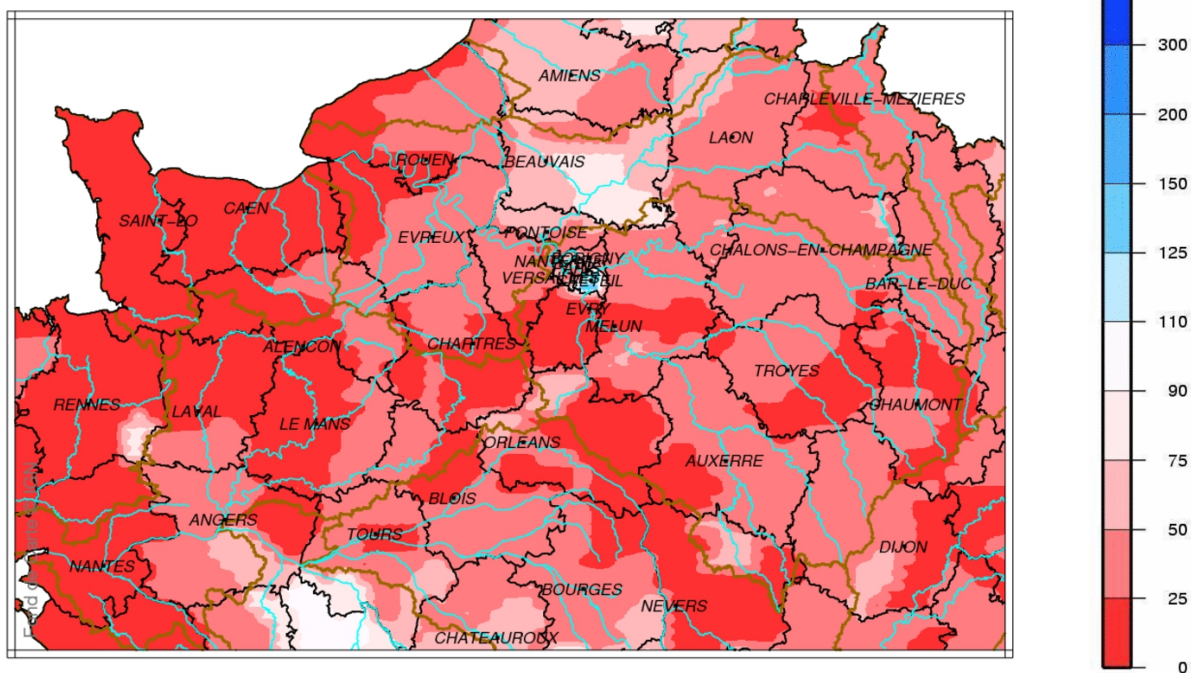 AMIENS
CHARLEVILLE-MEZIERES
LAON
ROUEN
BEAUVAIS
CAEN
SAINT-LO
PONTOISE
EVREUX
CHALONS-EN-CHAMPAGNE
BAR-LE-DUC
EVRY
MELUN
ALENCON
CHARTRES
TROYES
RENNES
LAVAL
CHAUMONT
LE MANS
ORLEANS
AUXERRE
BLOIS
ANGERS
TOURS
DIJON
NANTES
BOURGES
NEVERS
CHATEAUROUX
300
200
150
125
110
90
75
50
25
0